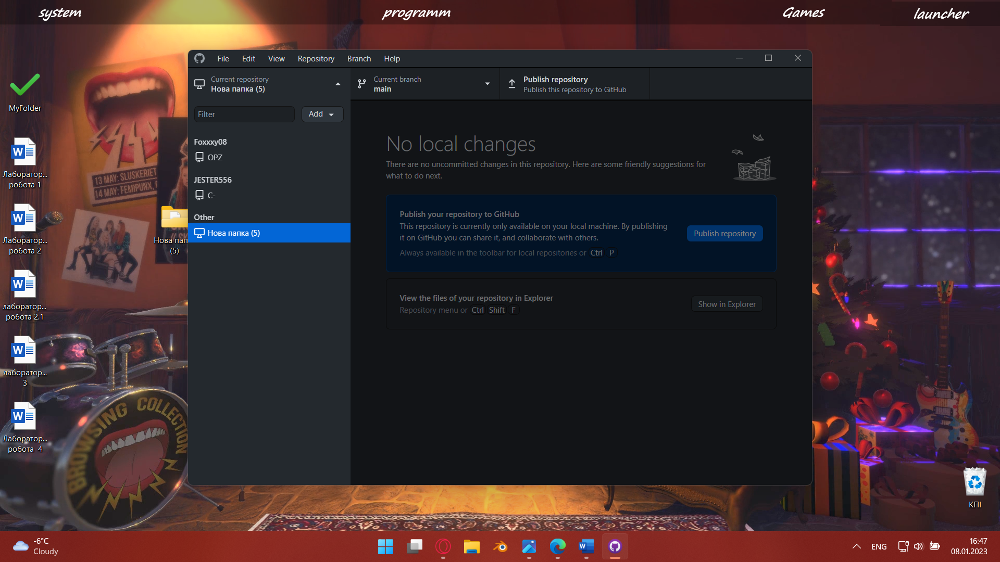 system
programm
Games
launcher
File Edit View Repository Branch Help
Current repository
Нова папка (5)
Current branch
main
Publish repository
Publish this repository to GitHub
Filter
Add
Foxxxy08
OPZ
JESTER556
C-
Other
Нова папка (5)
No local changes
There are no uncommitted changes in this repository. Here are some friendly suggestions for
what to do next.
Publish your repository to GitHub
This repository is currently only available on your local machine. By publishing
it on GitHub you can share it, and collaborate with others.
Always available in the toolbar for local repositories or Ctrl P
Publish repository
View the files of your repository in Explorer
Repository menu or Ctrl Shift F
Show in Explorer
MyFolder
Лаборатор...
робота 1
Лаборатор...
робота 2
лаборатор...
робота 2.1
лаборатор...
3
Лаборатор...
робота 4
Нова пап
(5)
13 MAY: SLUSKERIET
14 MAY: FEMIPUNX,
BROWSING COLLECTION
КПІ
-6°C
Cloudy
ENG
16:47
08.01.2023